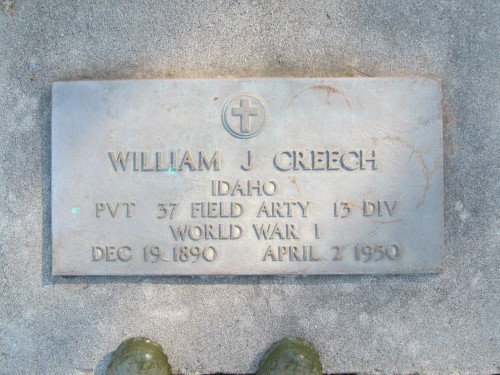 WILLIAM J CREECH
IDAHO
PVT 37 FIELD ARTY 13 DIV
WORLD WAR I
DEC 19 1890 APRIL 2 1950